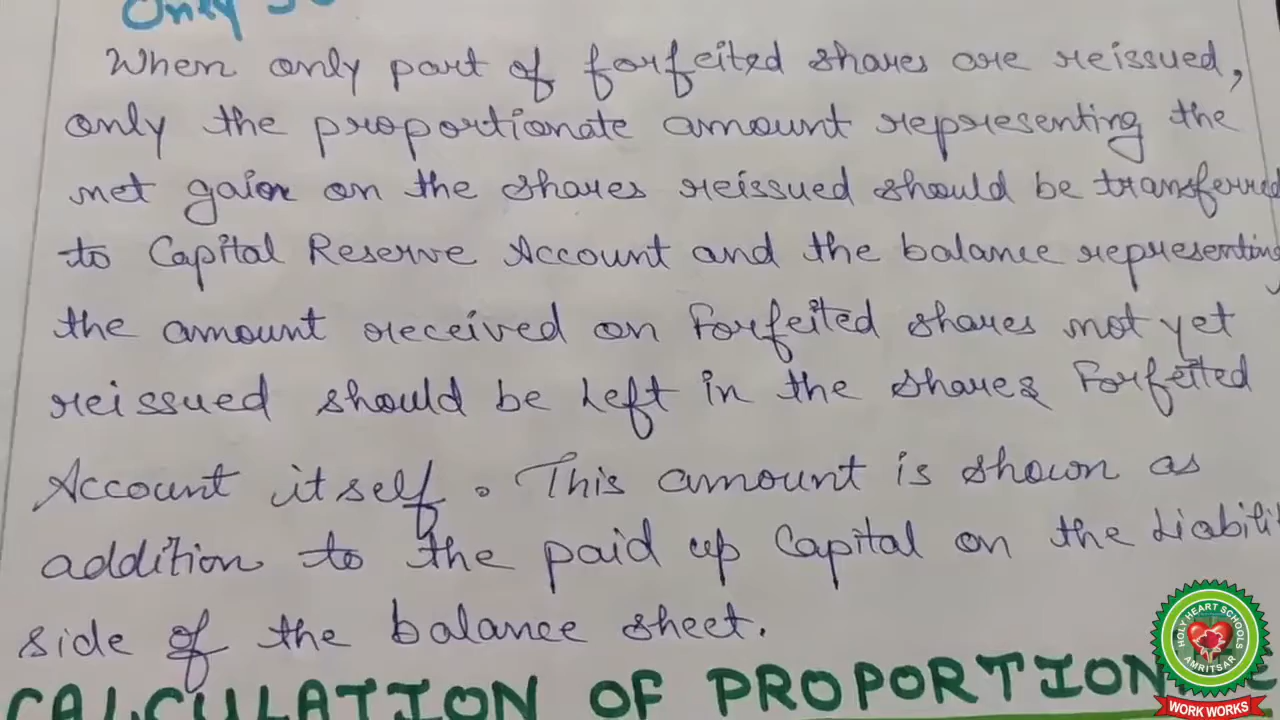 Only
When only part of forfeited shares are reissued,
only the proportionate amount representing the
net gain on the shares reissued should be transferred
to Capital Reserve Account and the balance representing
the amount received on Forfeited shares not yet
reissued should be left in the shares Forfeited
Account itself. This amount is shown as
addition to the paid up Capital on the Liabilit
side of the balance sheet.
CALCULATION OF PROPORTION
HOLY HEART SCHOOLS
AMRITSAR
WORK WORKS